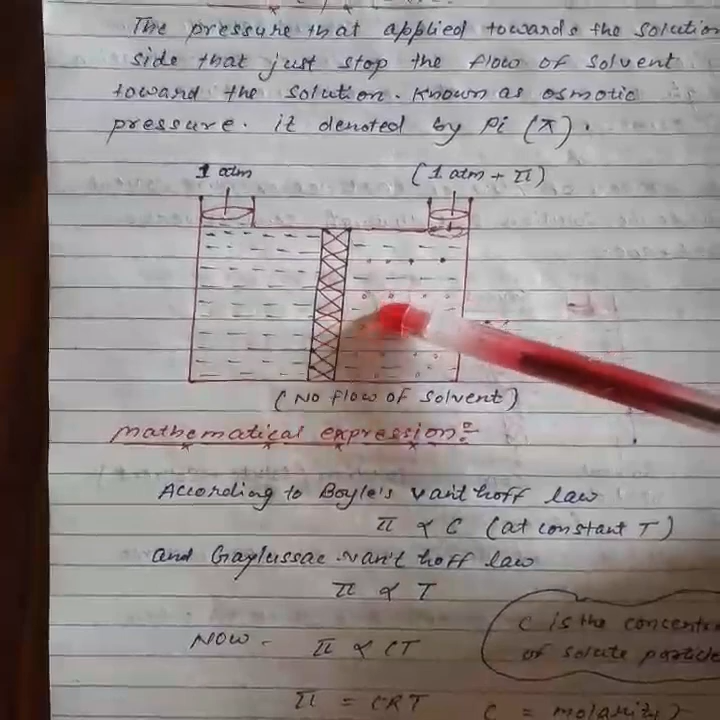 The pressure that applied towards the solution
side that just stop the flow of solvent
toward the solution. Known as osmotic
pressure. it denoted by Pi (π).
1 atm
(1 atm + π)
(No flow of solvent)
mathematical expression:
According to Boyle's van't hoff law
π ∝ C (at constant T)
and Gaylussac van't hoff law
π ∝ T
Now - π ∝ CT
C is the concentra
of solute particle
π = CRT
C = molarity